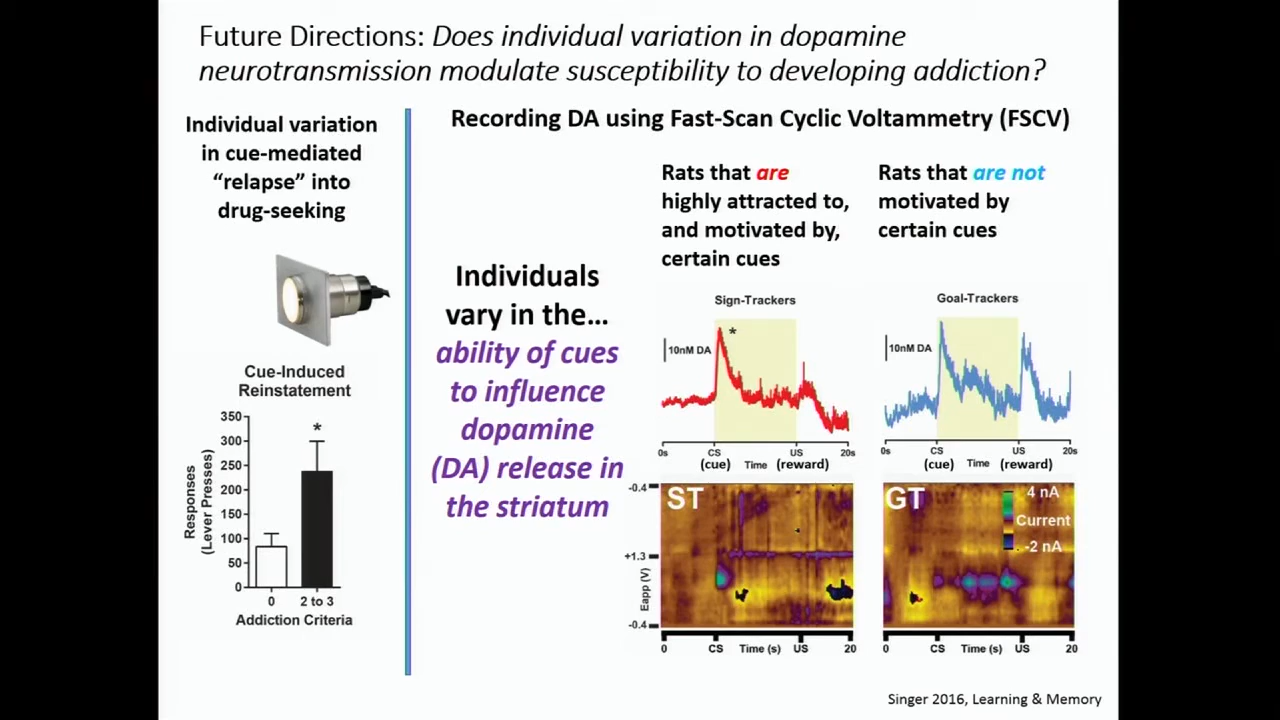 Future Directions: Does individual variation in dopamine
neurotransmission modulate susceptibility to developing addiction?
Individual variation
in cue-mediated
“relapse” into
drug-seeking
Cue-Induced
Reinstatement
350
300
250
200
150
100
50
0
Responses
(Lever Presses)
*
0
2 to 3
Addiction Criteria
Recording DA using Fast-Scan Cyclic Voltammetry (FSCV)
Individuals
vary in the...
ability of cues
to influence
dopamine
(DA) release in
the striatum
Rats that are
highly attracted to,
and motivated by,
certain cues
Sign-Trackers
*
10nM DA
0s CS US 20s
(cue) Time (reward)
-0.4
+1.3
-0.4
Eapp (V)
ST
0 CS Time (s) US 20
Rats that are not
motivated by
certain cues
Goal-Trackers
10nM DA
0s CS US 20s
(cue) Time (reward)
GT
4 nA
Current
-2 nA
0 CS Time (s) US 20
Singer 2016, Learning & Memory